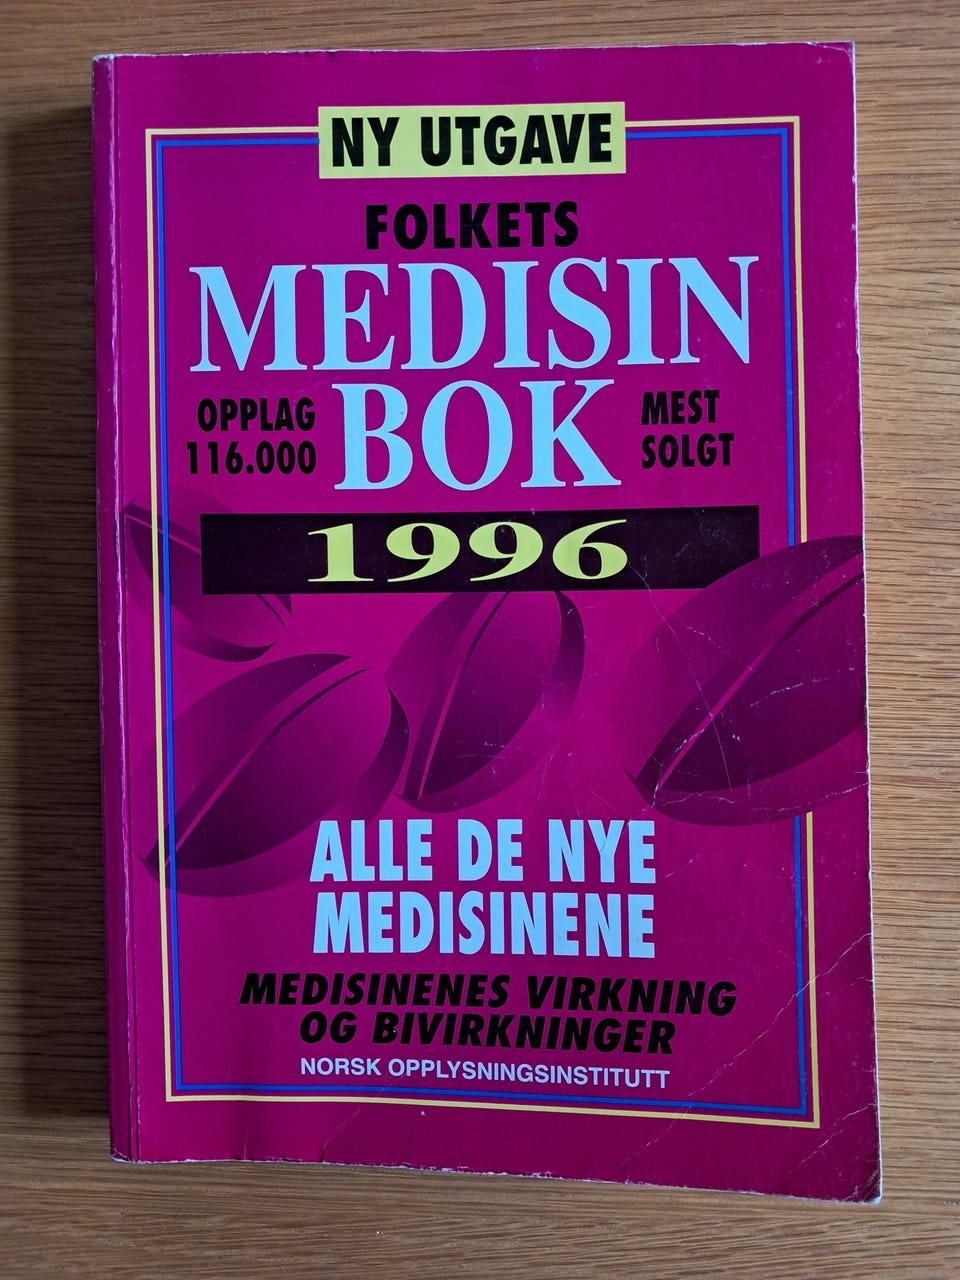 NY UTGAVE
FOLKETS
MEDISIN
BOK
OPPLAG
116.000
MEST
SOLGT
1996
ALLE DE NYE
MEDISINENE
MEDISINENES VIRKNING
OG BIVIRKNINGER
NORSK OPPLYSNINGSINSTITUTT